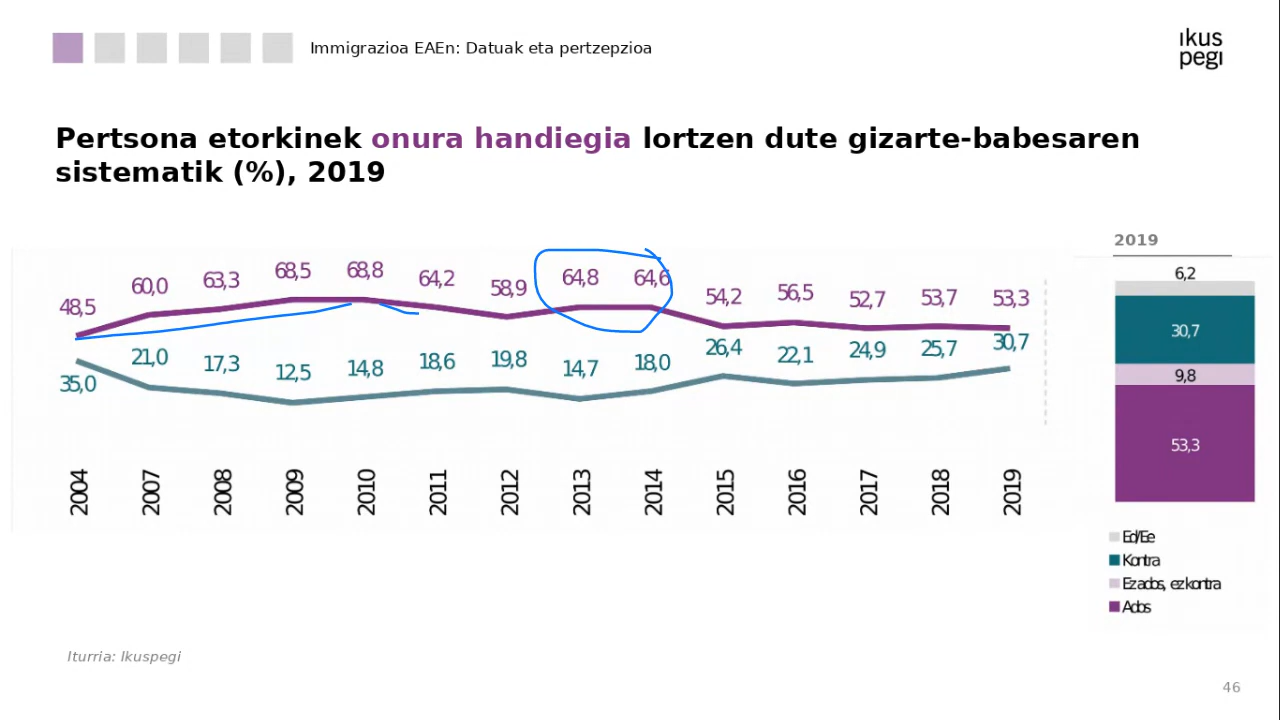 Immigrazioa EAEn: Datuak eta pertzepzioa
ıkus
pegı
Pertsona etorkinek onura handiegia lortzen dute gizarte-babesaren
sistematik (%), 2019
48,5 60,0 63,3 68,5 68,8 64,2 58,9 64,8 64,6 54,2 56,5 52,7 53,7 53,3
35,0 21,0 17,3 12,5 14,8 18,6 19,8 14,7 18,0 26,4 22,1 24,9 25,7 30,7
2004 2007 2008 2009 2010 2011 2012 2013 2014 2015 2016 2017 2018 2019
2019
6,2
30,7
9,8
53,3
Ed/Ee
Kontra
Ez ados, ez kontra
Ados
Iturria: Ikuspegi
46